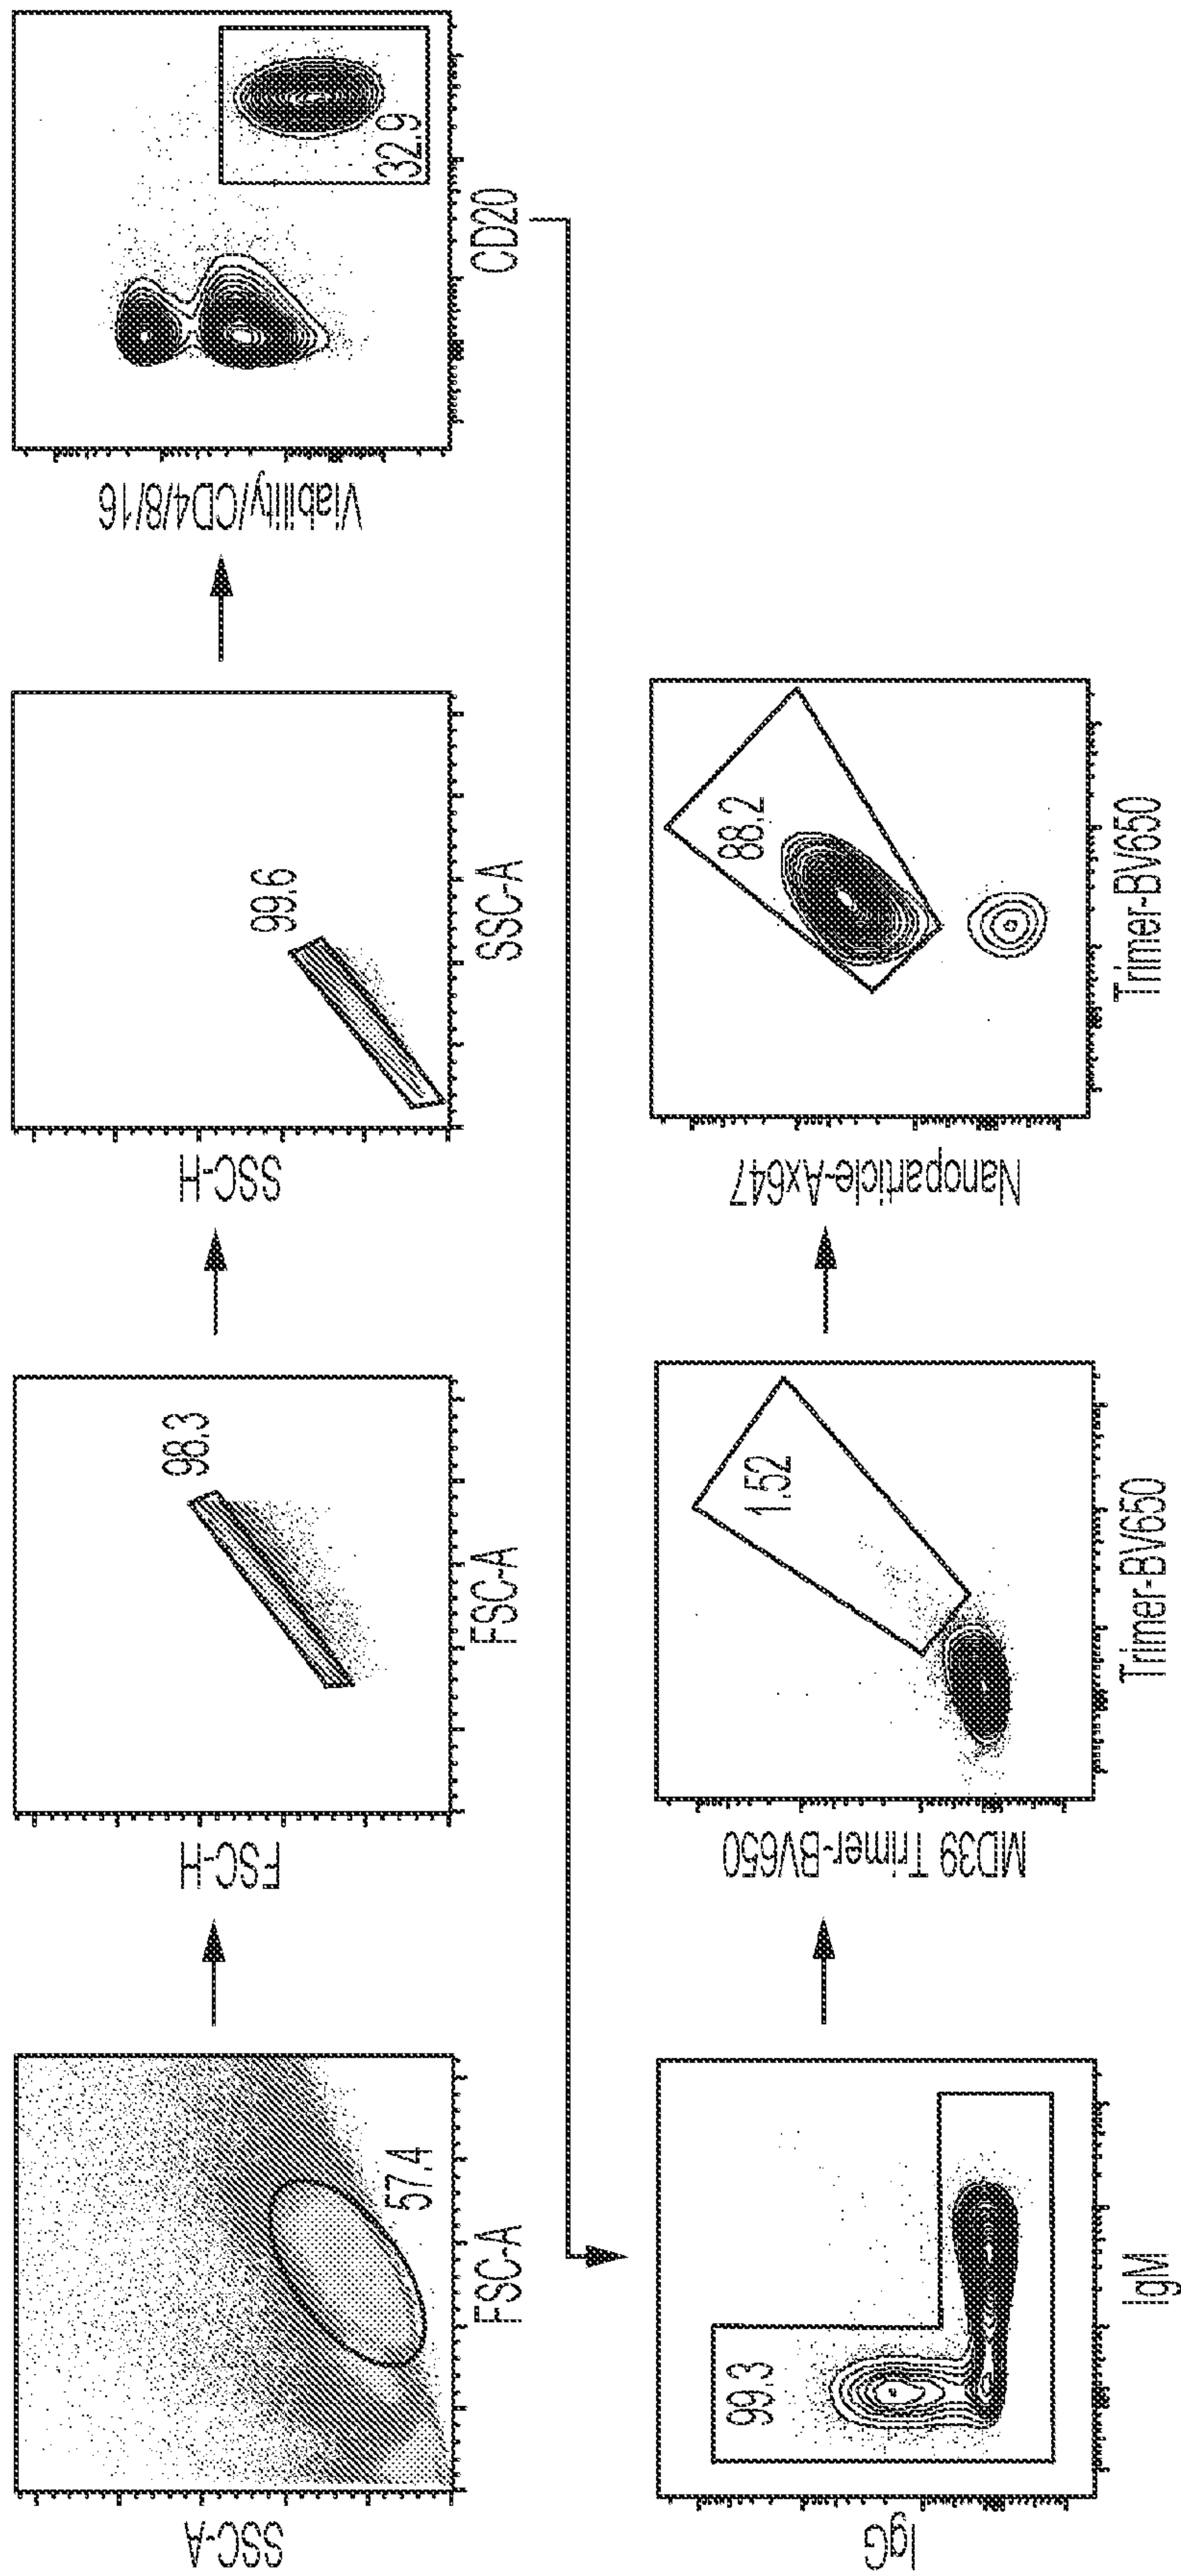 SSC-A
57.4
FSC-A
FSC-H
98.3
FSC-A
SSC-H
99.6
SSC-A
Viability/CD4/8/16
32.9
CD20
IgG
99.3
IgM
MD39 Trimer-BV650
1.52
Trimer-BV650
Nanoparticle-Ax647
88.2
Trimer-BV650